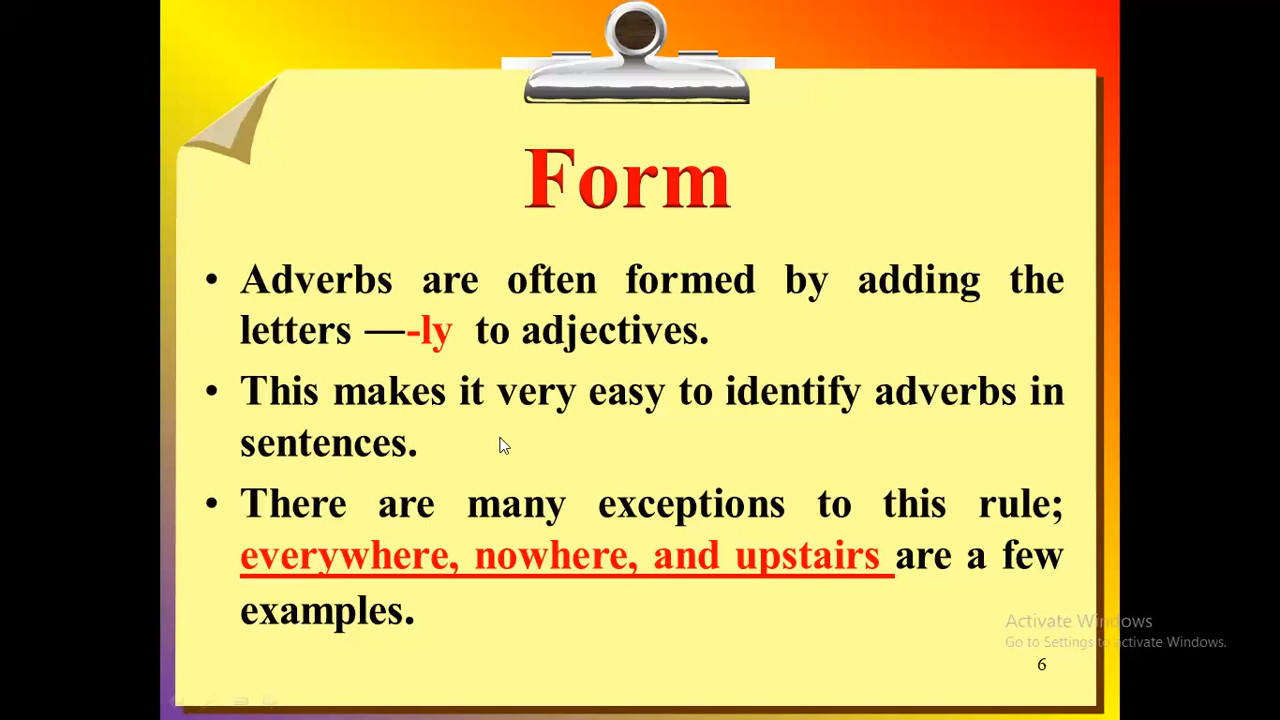 Form
• Adverbs are often formed by adding the
letters —-ly to adjectives.
• This makes it very easy to identify adverbs in
sentences.
• There are many exceptions to this rule;
everywhere, nowhere, and upstairs are a few
examples.
Activate Windows
Go to Settings to activate Windows.
6